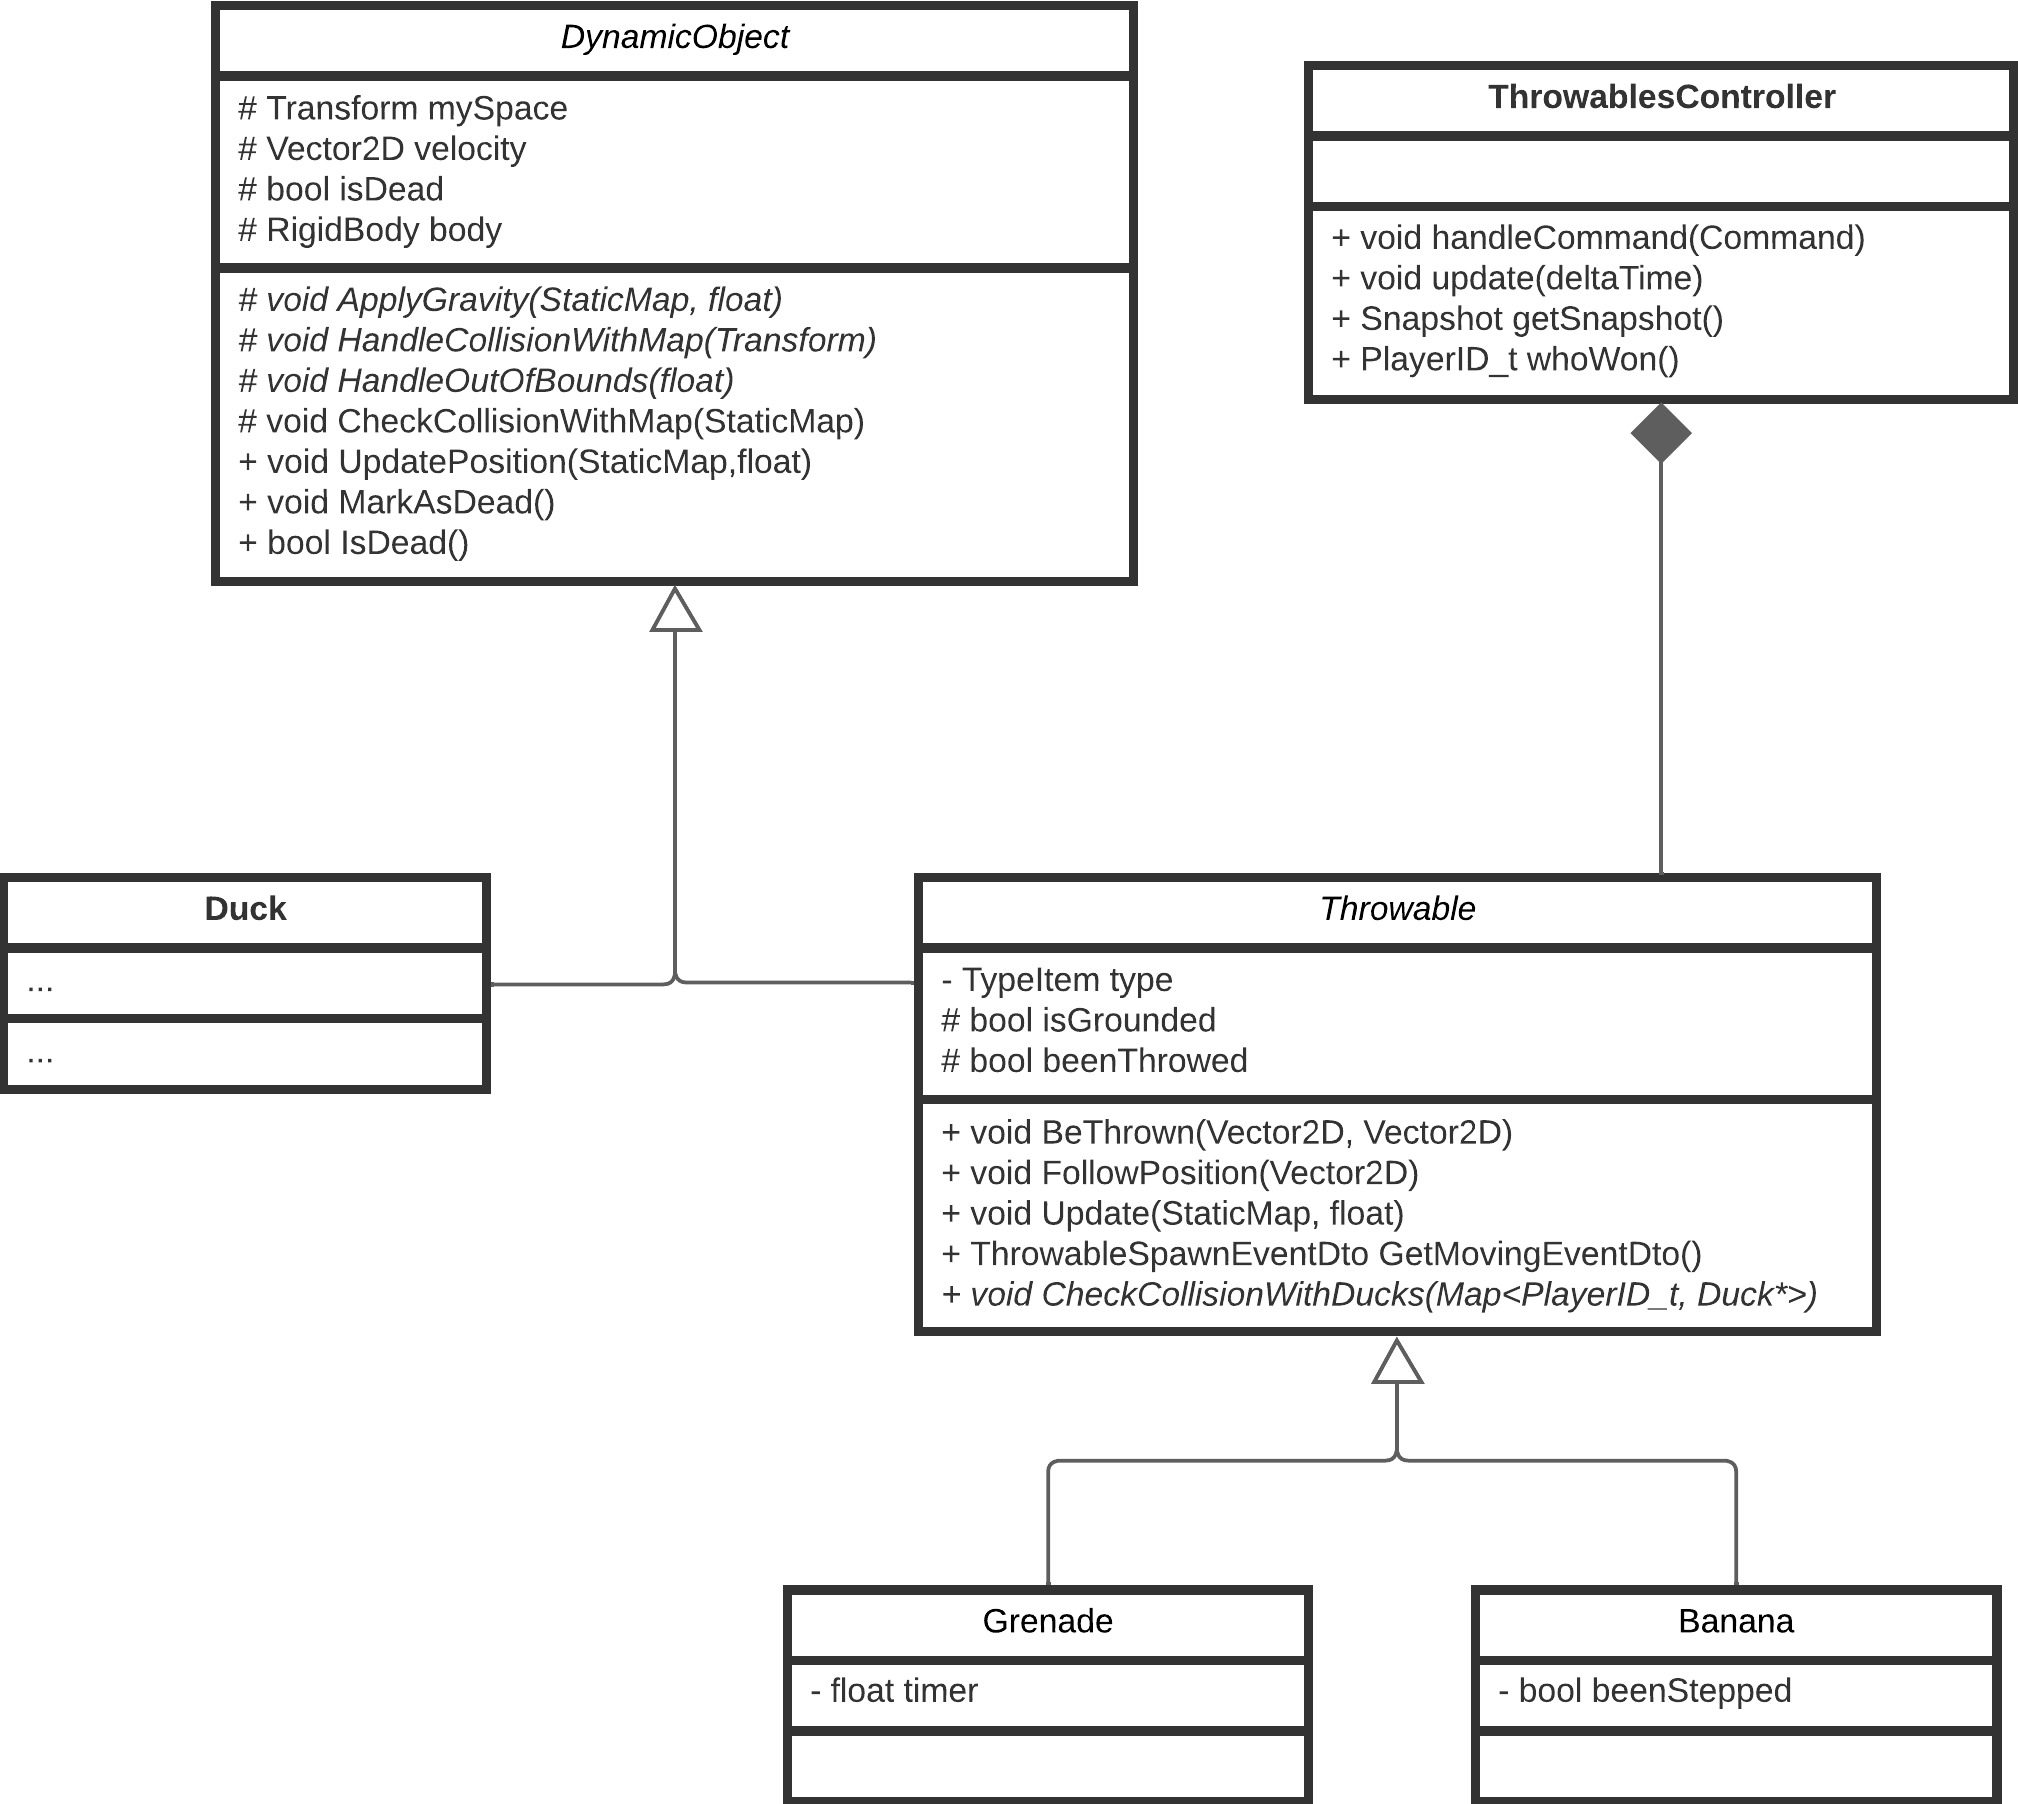 DynamicObject
# Transform mySpace
# Vector2D velocity
# bool isDead
# RigidBody body
# void ApplyGravity(StaticMap, float)
# void HandleCollisionWithMap(Transform)
# void HandleOutOfBounds(float)
# void CheckCollisionWithMap(StaticMap)
+ void UpdatePosition(StaticMap,float)
+ void MarkAsDead()
+ bool IsDead()
ThrowablesController
+ void handleCommand(Command)
+ void update(deltaTime)
+ Snapshot getSnapshot()
+ PlayerID_t whoWon()
Duck
...
...
Throwable
- TypeItem type
# bool isGrounded
# bool beenThrowed
+ void BeThrown(Vector2D, Vector2D)
+ void FollowPosition(Vector2D)
+ void Update(StaticMap, float)
+ ThrowableSpawnEventDto GetMovingEventDto()
+ void CheckCollisionWithDucks(Map<PlayerID_t, Duck*>)
Grenade
- float timer
Banana
- bool beenStepped